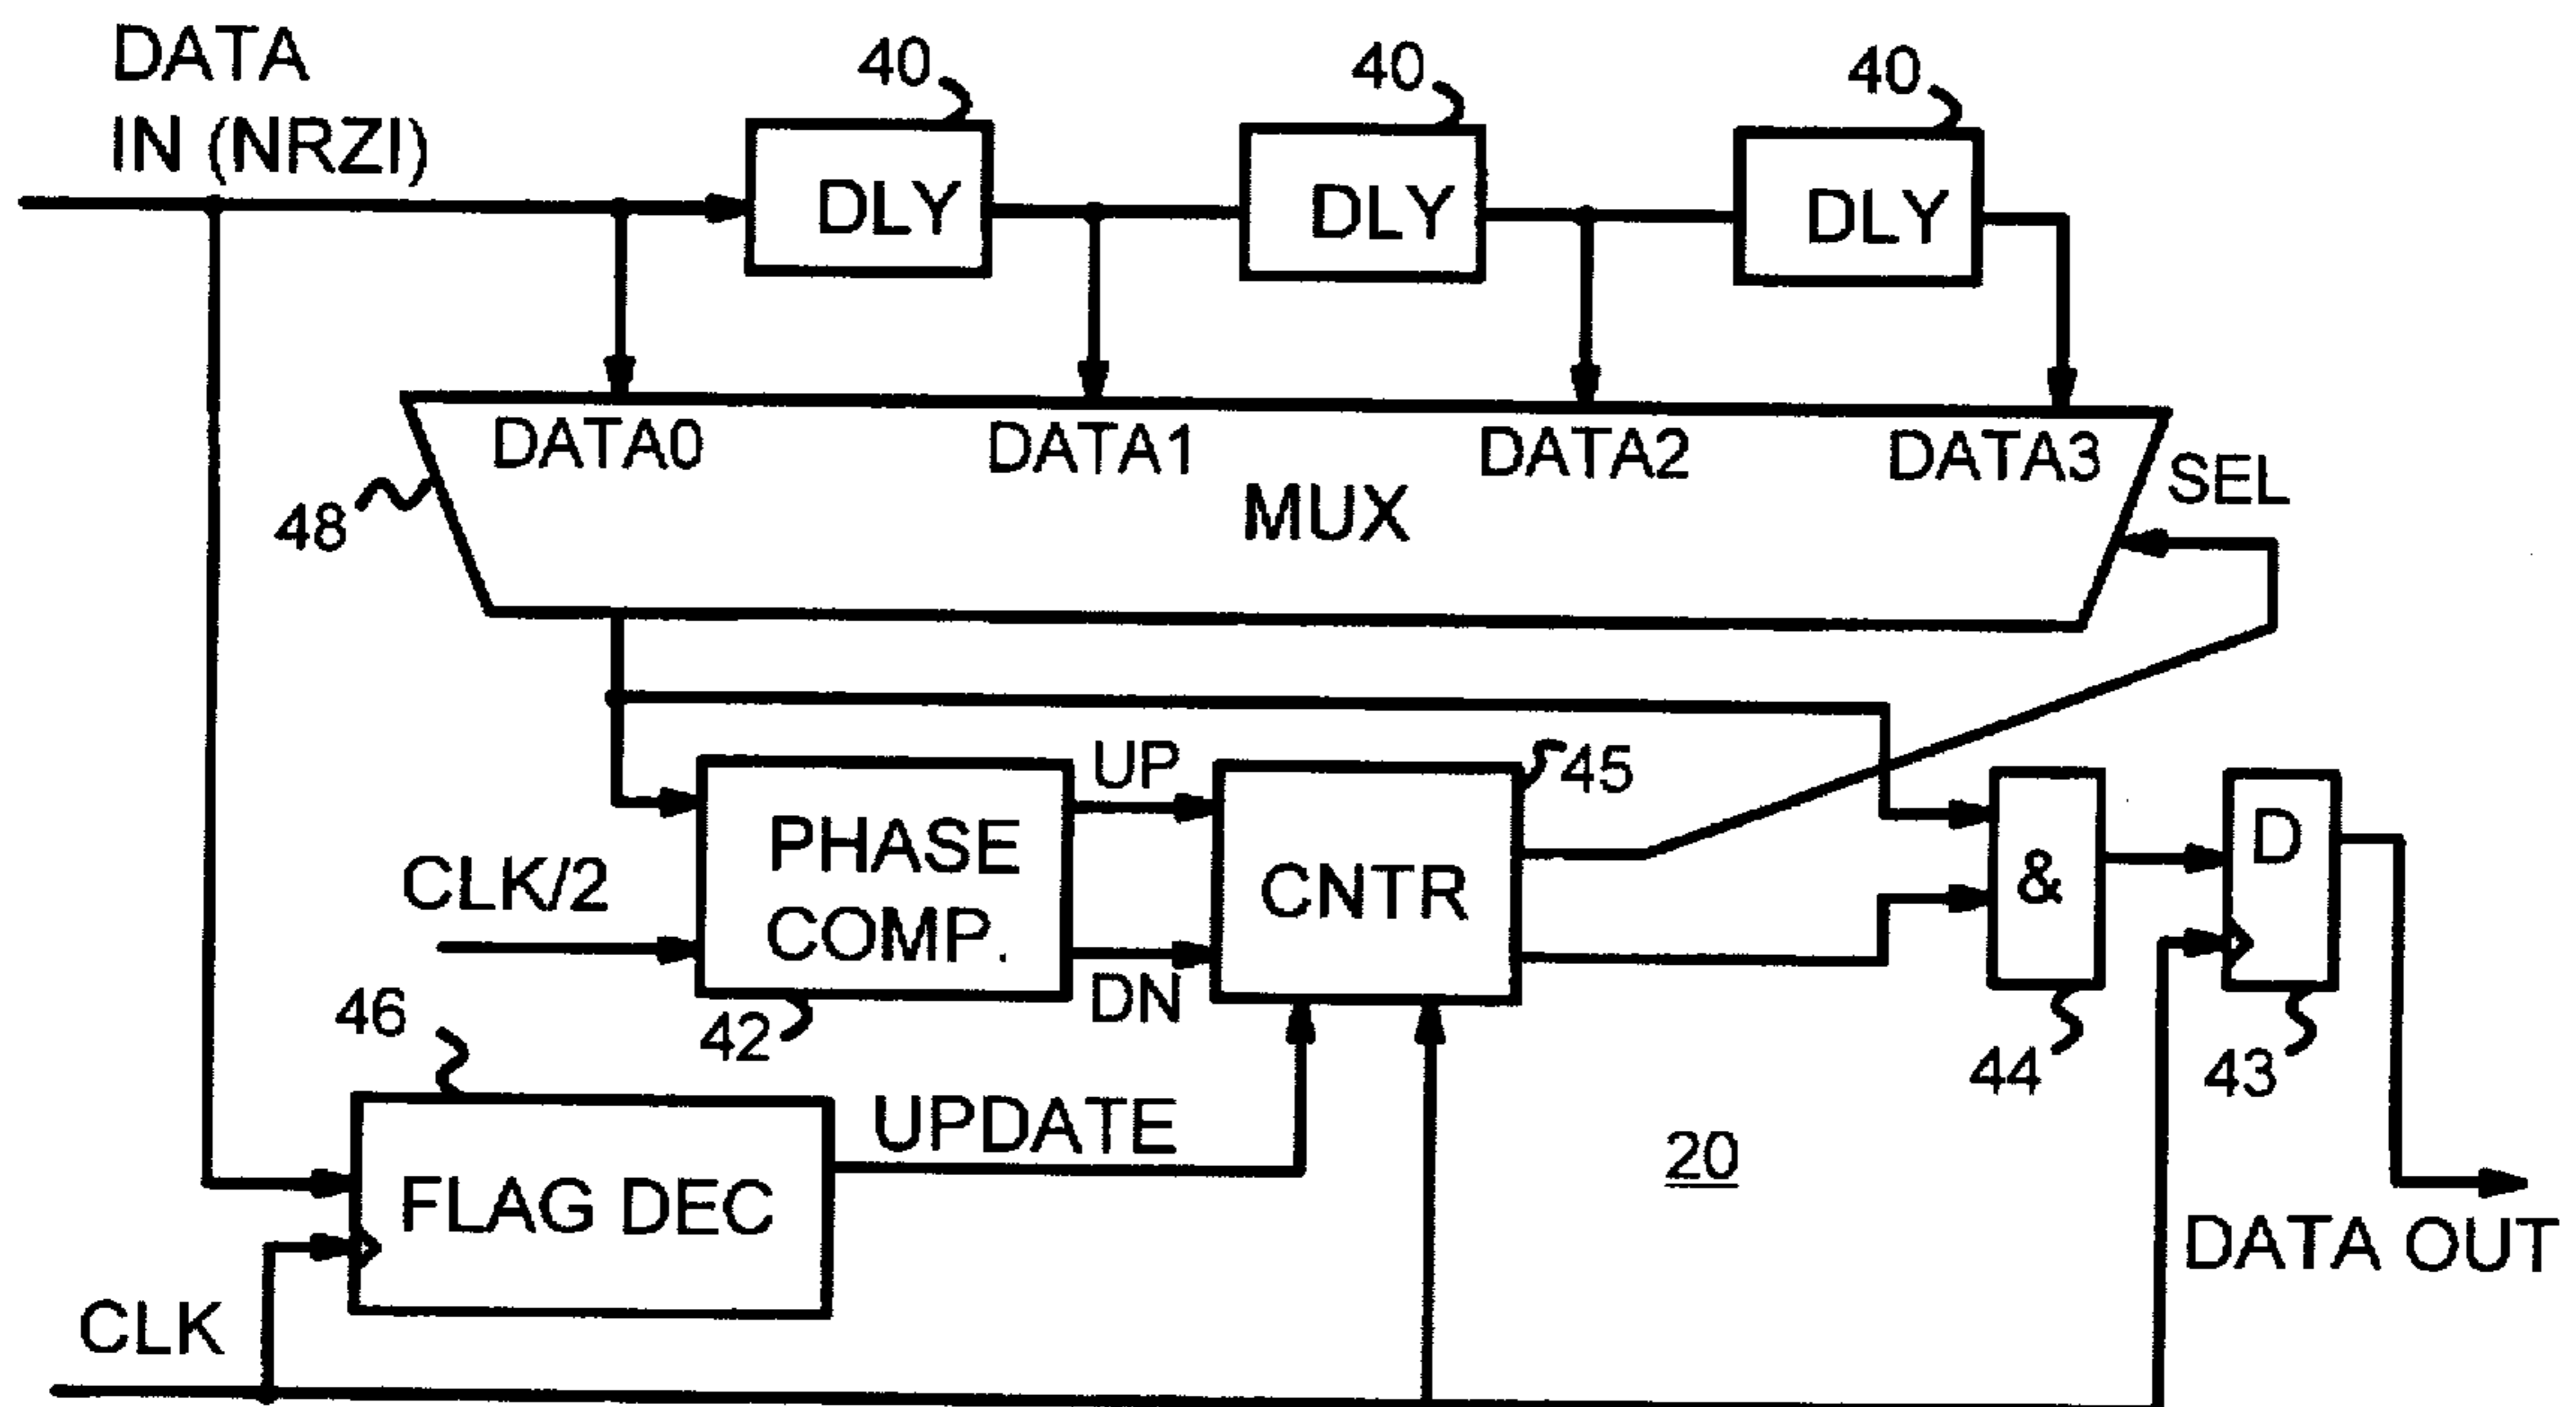 DATA
IN (NRZI)
40
40
40
DLY
DLY
DLY
DATA0
DATA1
DATA2
DATA3
SEL
48
MUX
UP
45
PHASE
COMP.
CLK/2
CNTR
&
D
DN
46
42
44
43
UPDATE
20
FLAG DEC
DATA OUT
CLK